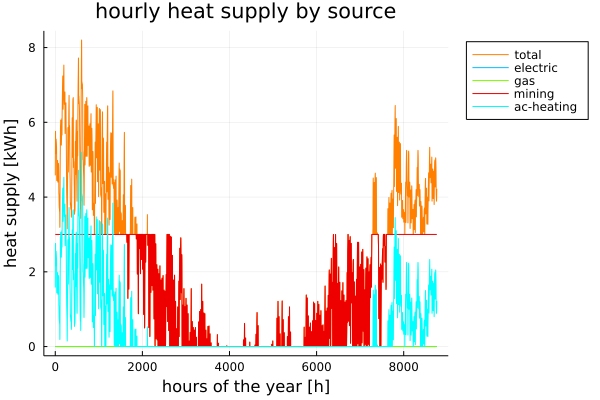 hourly heat supply by source
heat supply [kWh]
8
6
4
2
0
0 2000 4000 6000 8000
hours of the year [h]
total
electric
gas
mining
ac-heating